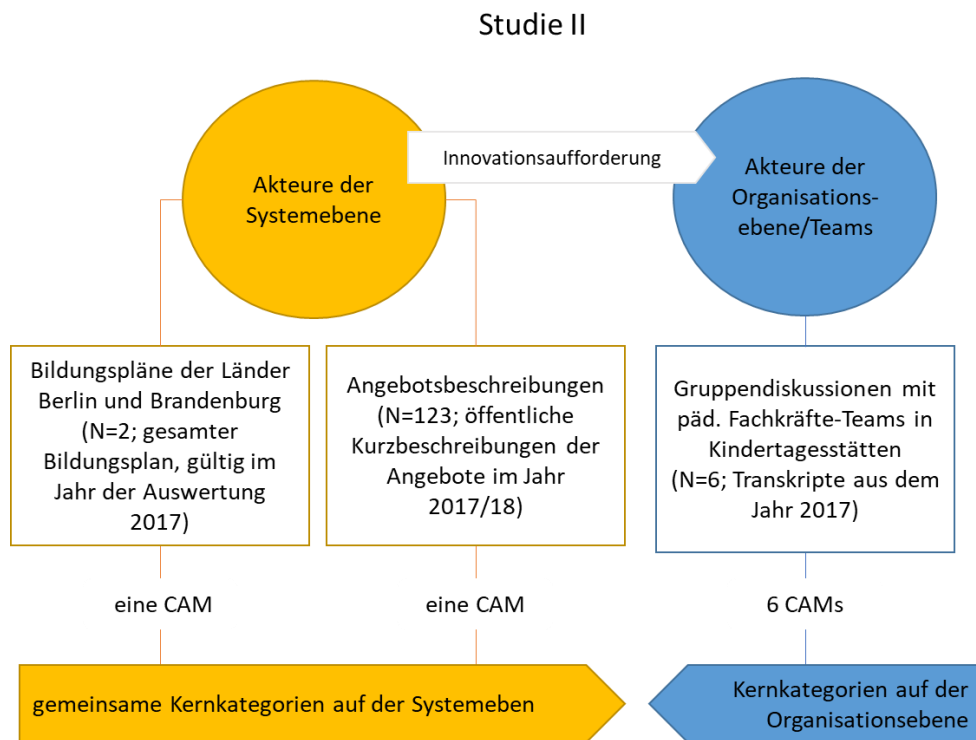 Studie II
Akteure der
Systemebene
Innovationsaufforderung
Akteure der
Organisations-
ebene/Teams
Bildungspläne der Länder
Berlin und Brandenburg
(N=2; gesamter
Bildungsplan, gültig im
Jahr der Auswertung
2017)
Angebotsbeschreibungen
(N=123; öffentliche
Kurzbeschreibungen der
Angebote im Jahr
2017/18)
Gruppendiskussionen mit
päd. Fachkräfte-Teams in
Kindertagesstätten
(N=6; Transkripte aus dem
Jahr 2017)
eine CAM
eine CAM
6 CAMs
gemeinsame Kernkategorien auf der Systemeben
Kernkategorien auf der
Organisationsebene